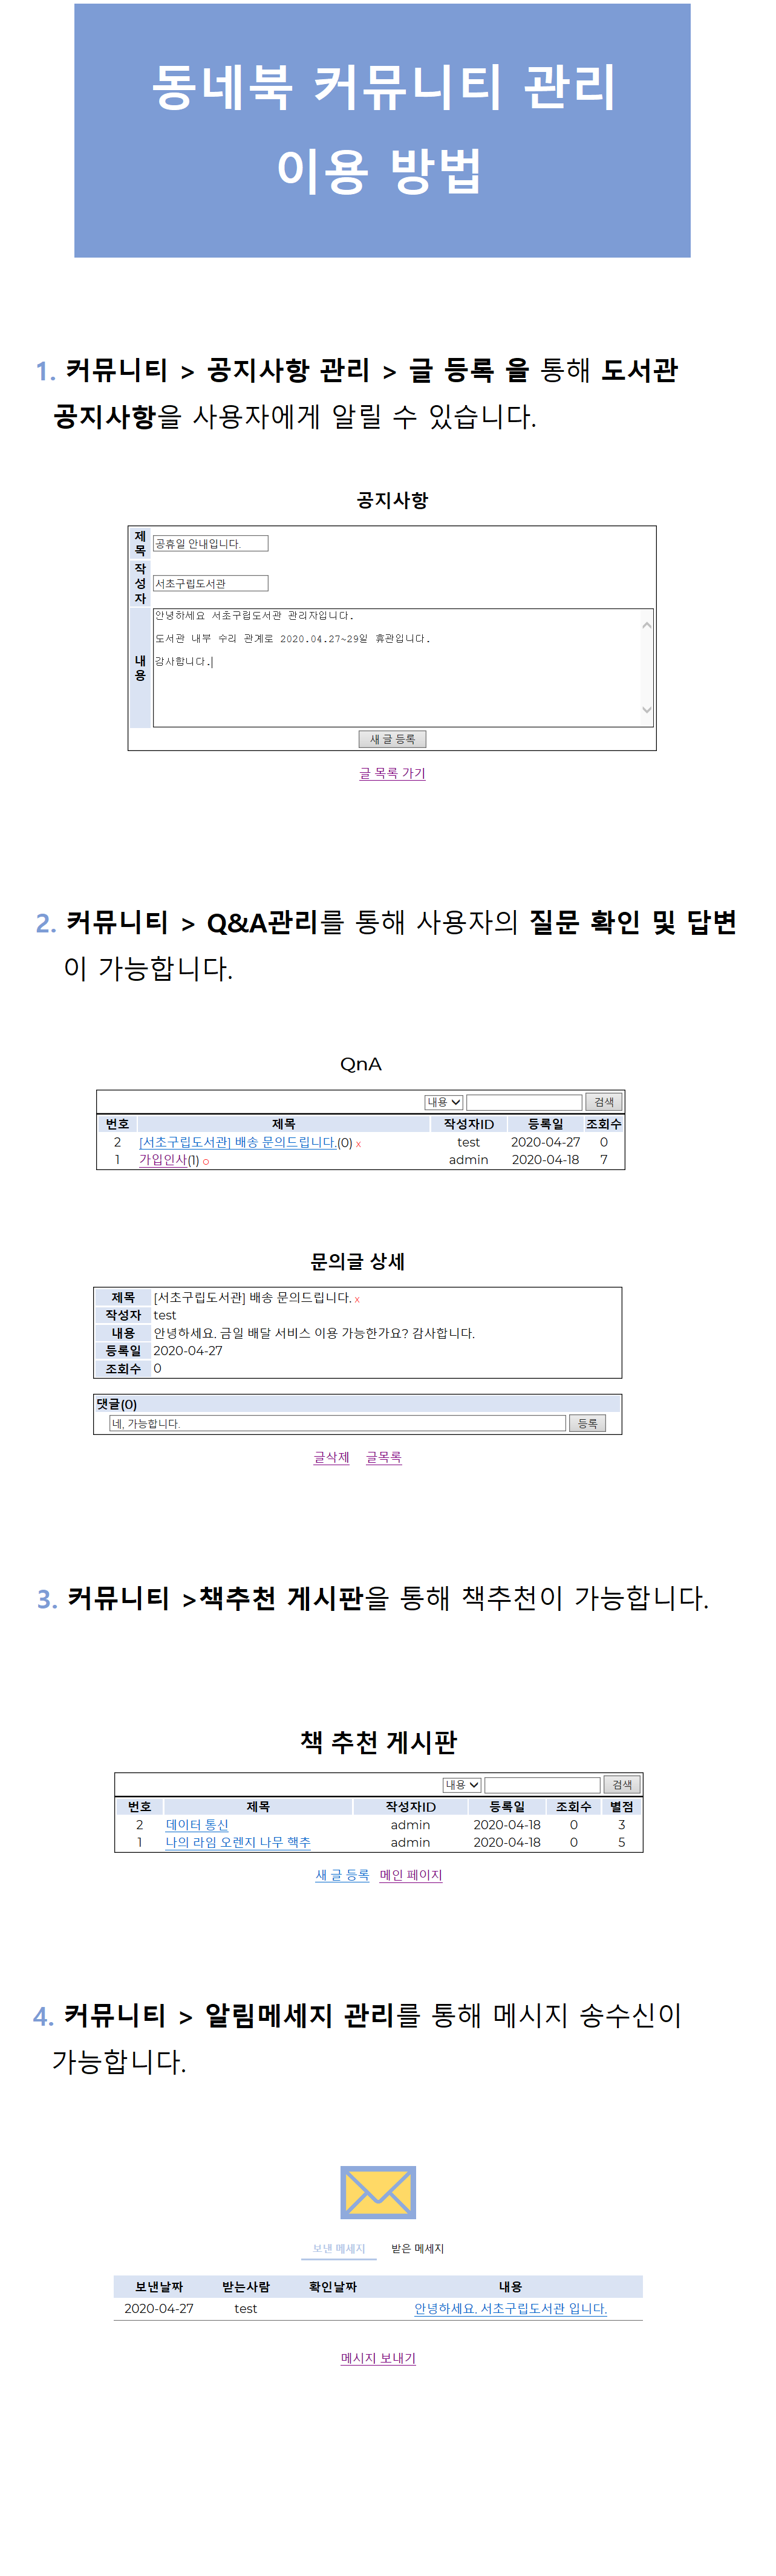 동네북 커뮤니티 관리
이용 방법
1. 커뮤니티 > 공지사항 관리 > 글 등록 을 통해 도서관
공지사항을 사용자에게 알릴 수 있습니다.
공지사항
제목 공휴일 안내입니다.
작성자 서초구립도서관
안녕하세요 서초구립도서관 관리자입니다.
도서관 내부 수리 관계로 2020.04.27~29일 휴관입니다.
내용 감사합니다.
새 글 등록
글 목록 가기
2. 커뮤니티 > Q&A관리를 통해 사용자의 질문 확인 및 답변
이 가능합니다.
QnA
내용 검색
번호 제목 작성자ID 등록일 조회수
2 [서초구립도서관] 배송 문의드립니다.(0) x test 2020-04-27 0
1 가입인사(1) o admin 2020-04-18 7
문의글 상세
제목 [서초구립도서관] 배송 문의드립니다. x
작성자 test
내용 안녕하세요. 금일 배달 서비스 이용 가능한가요? 감사합니다.
등록일 2020-04-27
조회수 0
댓글(0)
네, 가능합니다. 등록
글삭제 글목록
3. 커뮤니티 >책추천 게시판을 통해 책추천이 가능합니다.
책 추천 게시판
내용 검색
번호 제목 작성자ID 등록일 조회수 별점
2 데이터 통신 admin 2020-04-18 0 3
1 나의 라임 오렌지 나무 핵추 admin 2020-04-18 0 5
새 글 등록 메인 페이지
4. 커뮤니티 > 알림메세지 관리를 통해 메시지 송수신이
가능합니다.
보낸 메세지 받은 메세지
보낸날짜 받는사람 확인날짜 내용
2020-04-27 test 안녕하세요. 서초구립도서관 입니다.
메시지 보내기